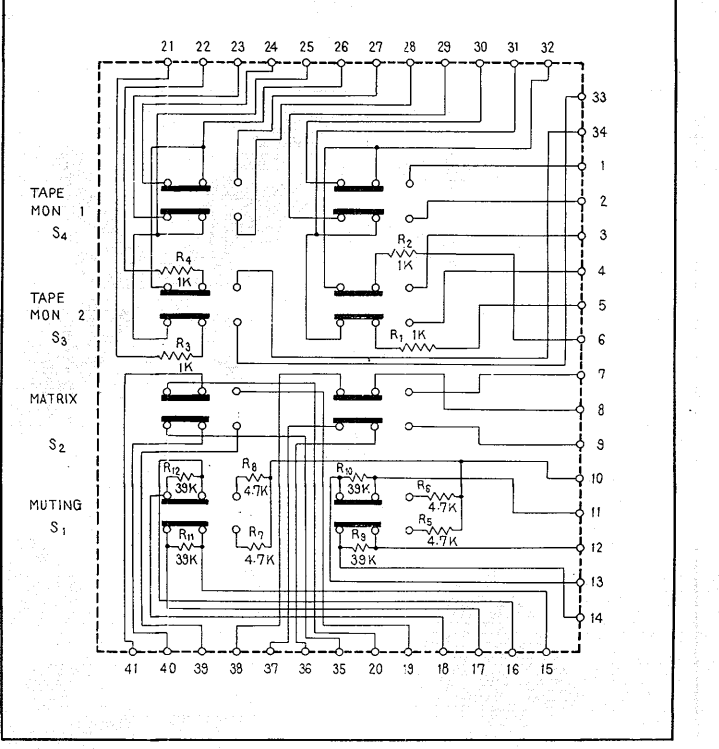 21 22 23 24 25 26 27 28 29 30 31 32
33
34
1
TAPE
MON 1
S4
2
R2
1K
3
R4
1K
4
TAPE
MON 2
S3
5
R1 1K
6
R3
1K
7
MATRIX
8
S2
9
R12
39K
R8
4.7K
R10
39K
R6
4.7K
10
MUTING
S1
11
R11
39K
R7
4.7K
R9
39K
R5
4.7K
12
13
14
41 40 39 38 37 36 35 20 19 18 17 16 15